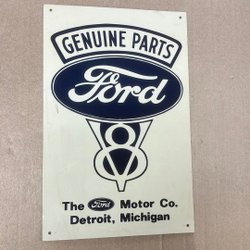 GENUINE PARTS
Ford
V8
The Ford Motor Co.
Detroit, Michigan